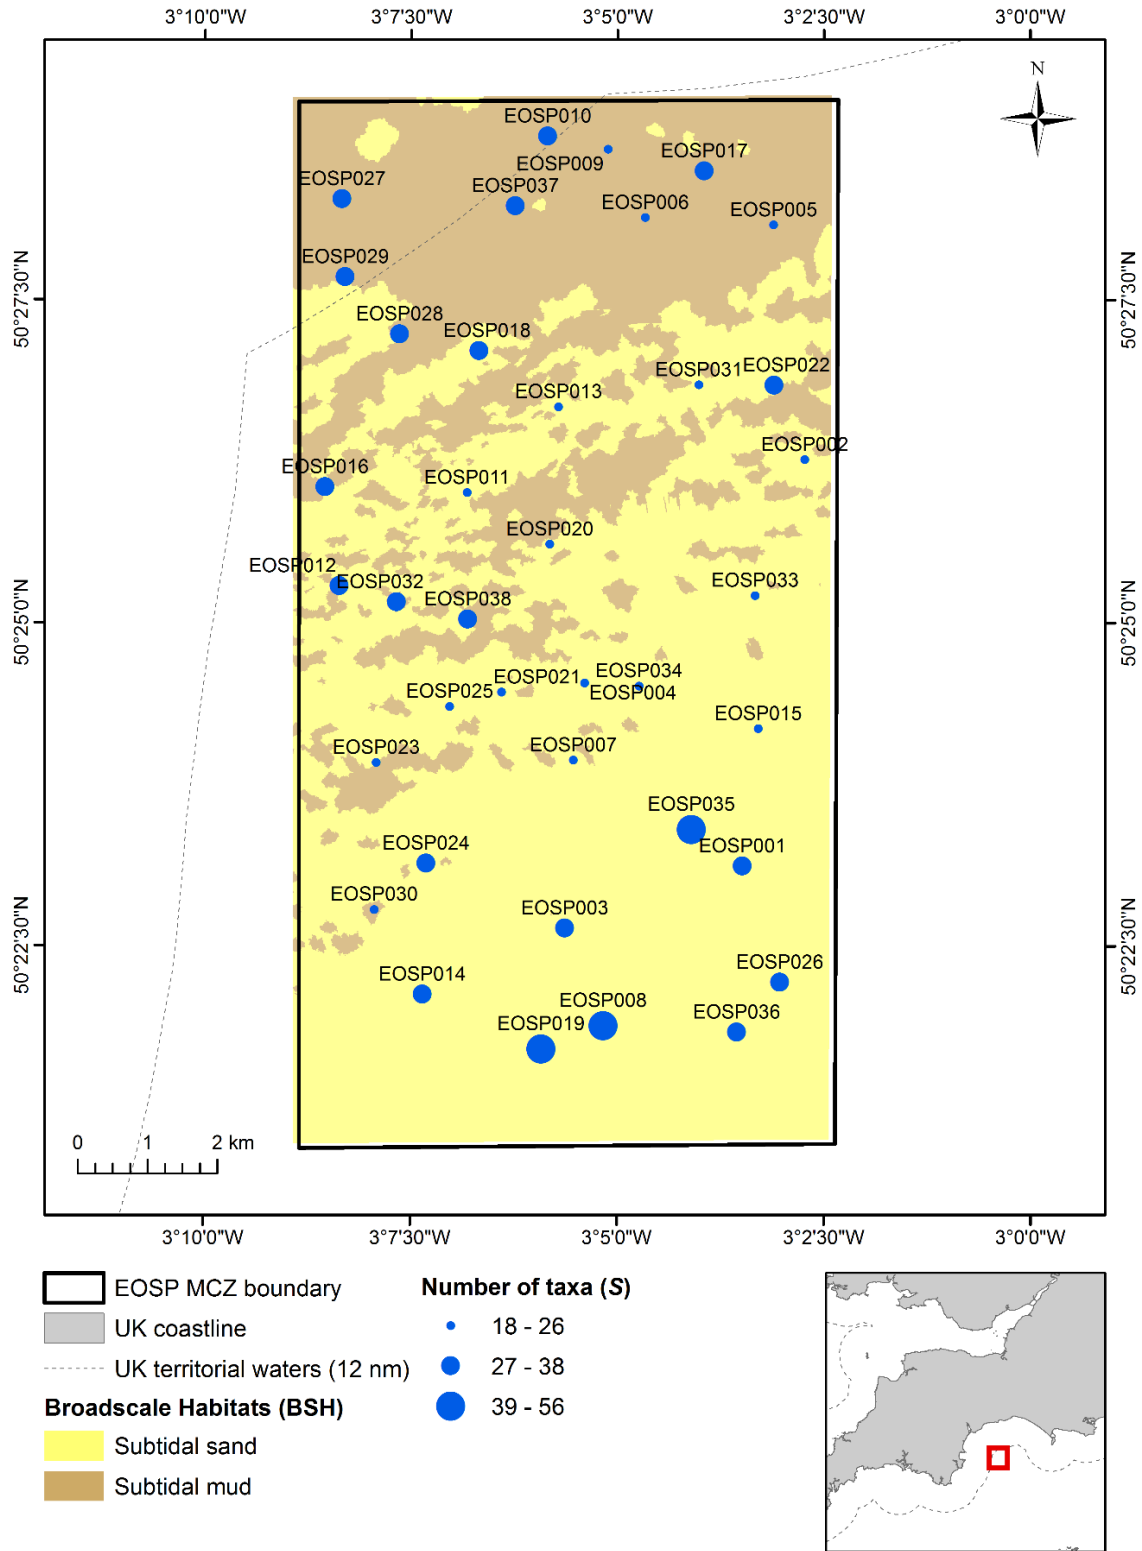 3°10'0"W 3°7'30"W 3°5'0"W 3°2'30"W 3°0'0"W
N
EOSP010
EOSP009
EOSP017
EOSP027
EOSP037
EOSP006
EOSP005
EOSP029
50°27'30"N
50°27'30"N
EOSP028
EOSP018
EOSP031
EOSP022
EOSP013
EOSP002
EOSP016
EOSP011
EOSP020
EOSP012
EOSP032
EOSP033
EOSP038
50°25'0"N
50°25'0"N
EOSP021
EOSP034
EOSP004
EOSP025
EOSP015
EOSP023
EOSP007
EOSP035
EOSP024
EOSP001
EOSP030
EOSP003
50°22'30"N
50°22'30"N
EOSP014
EOSP026
EOSP008
EOSP019
EOSP036
0 1 2 km
3°10'0"W 3°7'30"W 3°5'0"W 3°2'30"W 3°0'0"W
EOSP MCZ boundary
UK coastline
UK territorial waters (12 nm)
Broadscale Habitats (BSH)
Subtidal sand
Subtidal mud
Number of taxa (S)
18 - 26
27 - 38
39 - 56